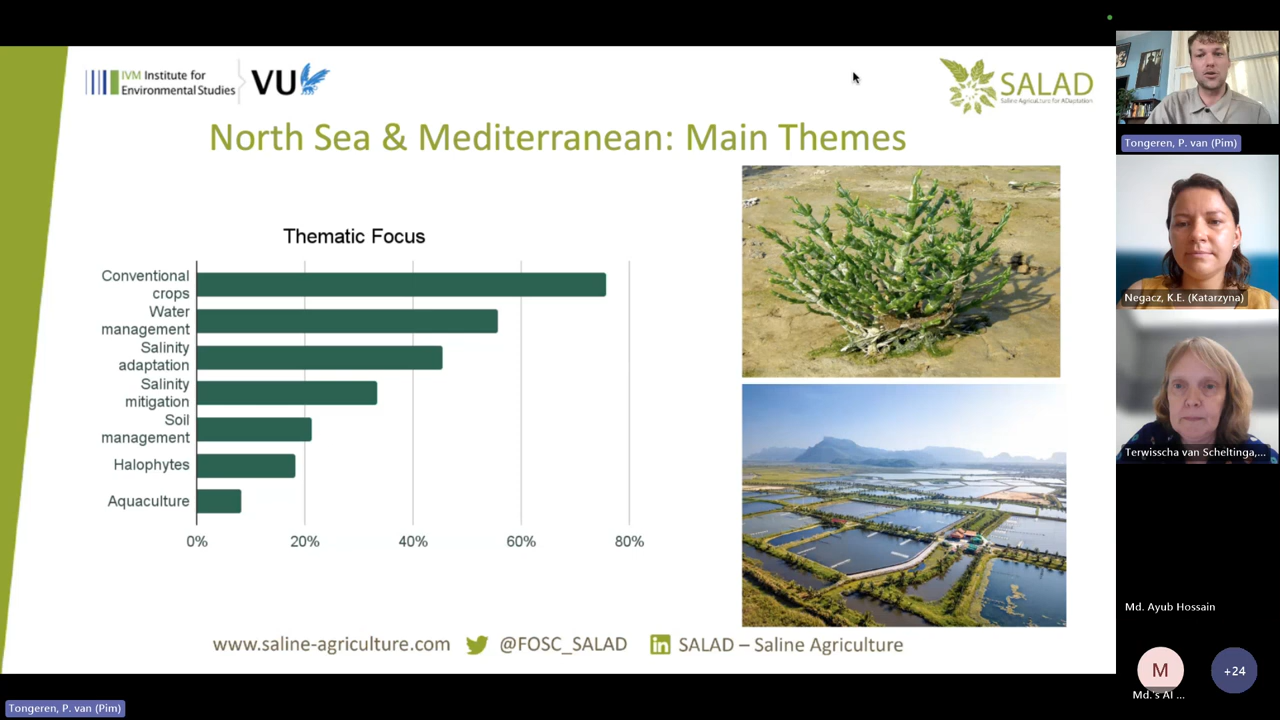 IVM Institute for
Environmental Studies
VU
SALAD
Saline Agriculture for ADaptation
North Sea & Mediterranean: Main Themes
Thematic Focus
Conventional
crops
Water
management
Salinity
adaptation
Salinity
mitigation
Soil
management
Halophytes
Aquaculture
0% 20% 40% 60% 80%
www.saline-agriculture.com @FOSC_SALAD SALAD – Saline Agriculture
Tongeren, P. van (Pim)
Tongeren, P. van (Pim)
Negacz, K.E. (Katarzyna)
Terwisscha van Scheltinga,...
Md. Ayub Hossain
M
+24
Md.'s AI ...